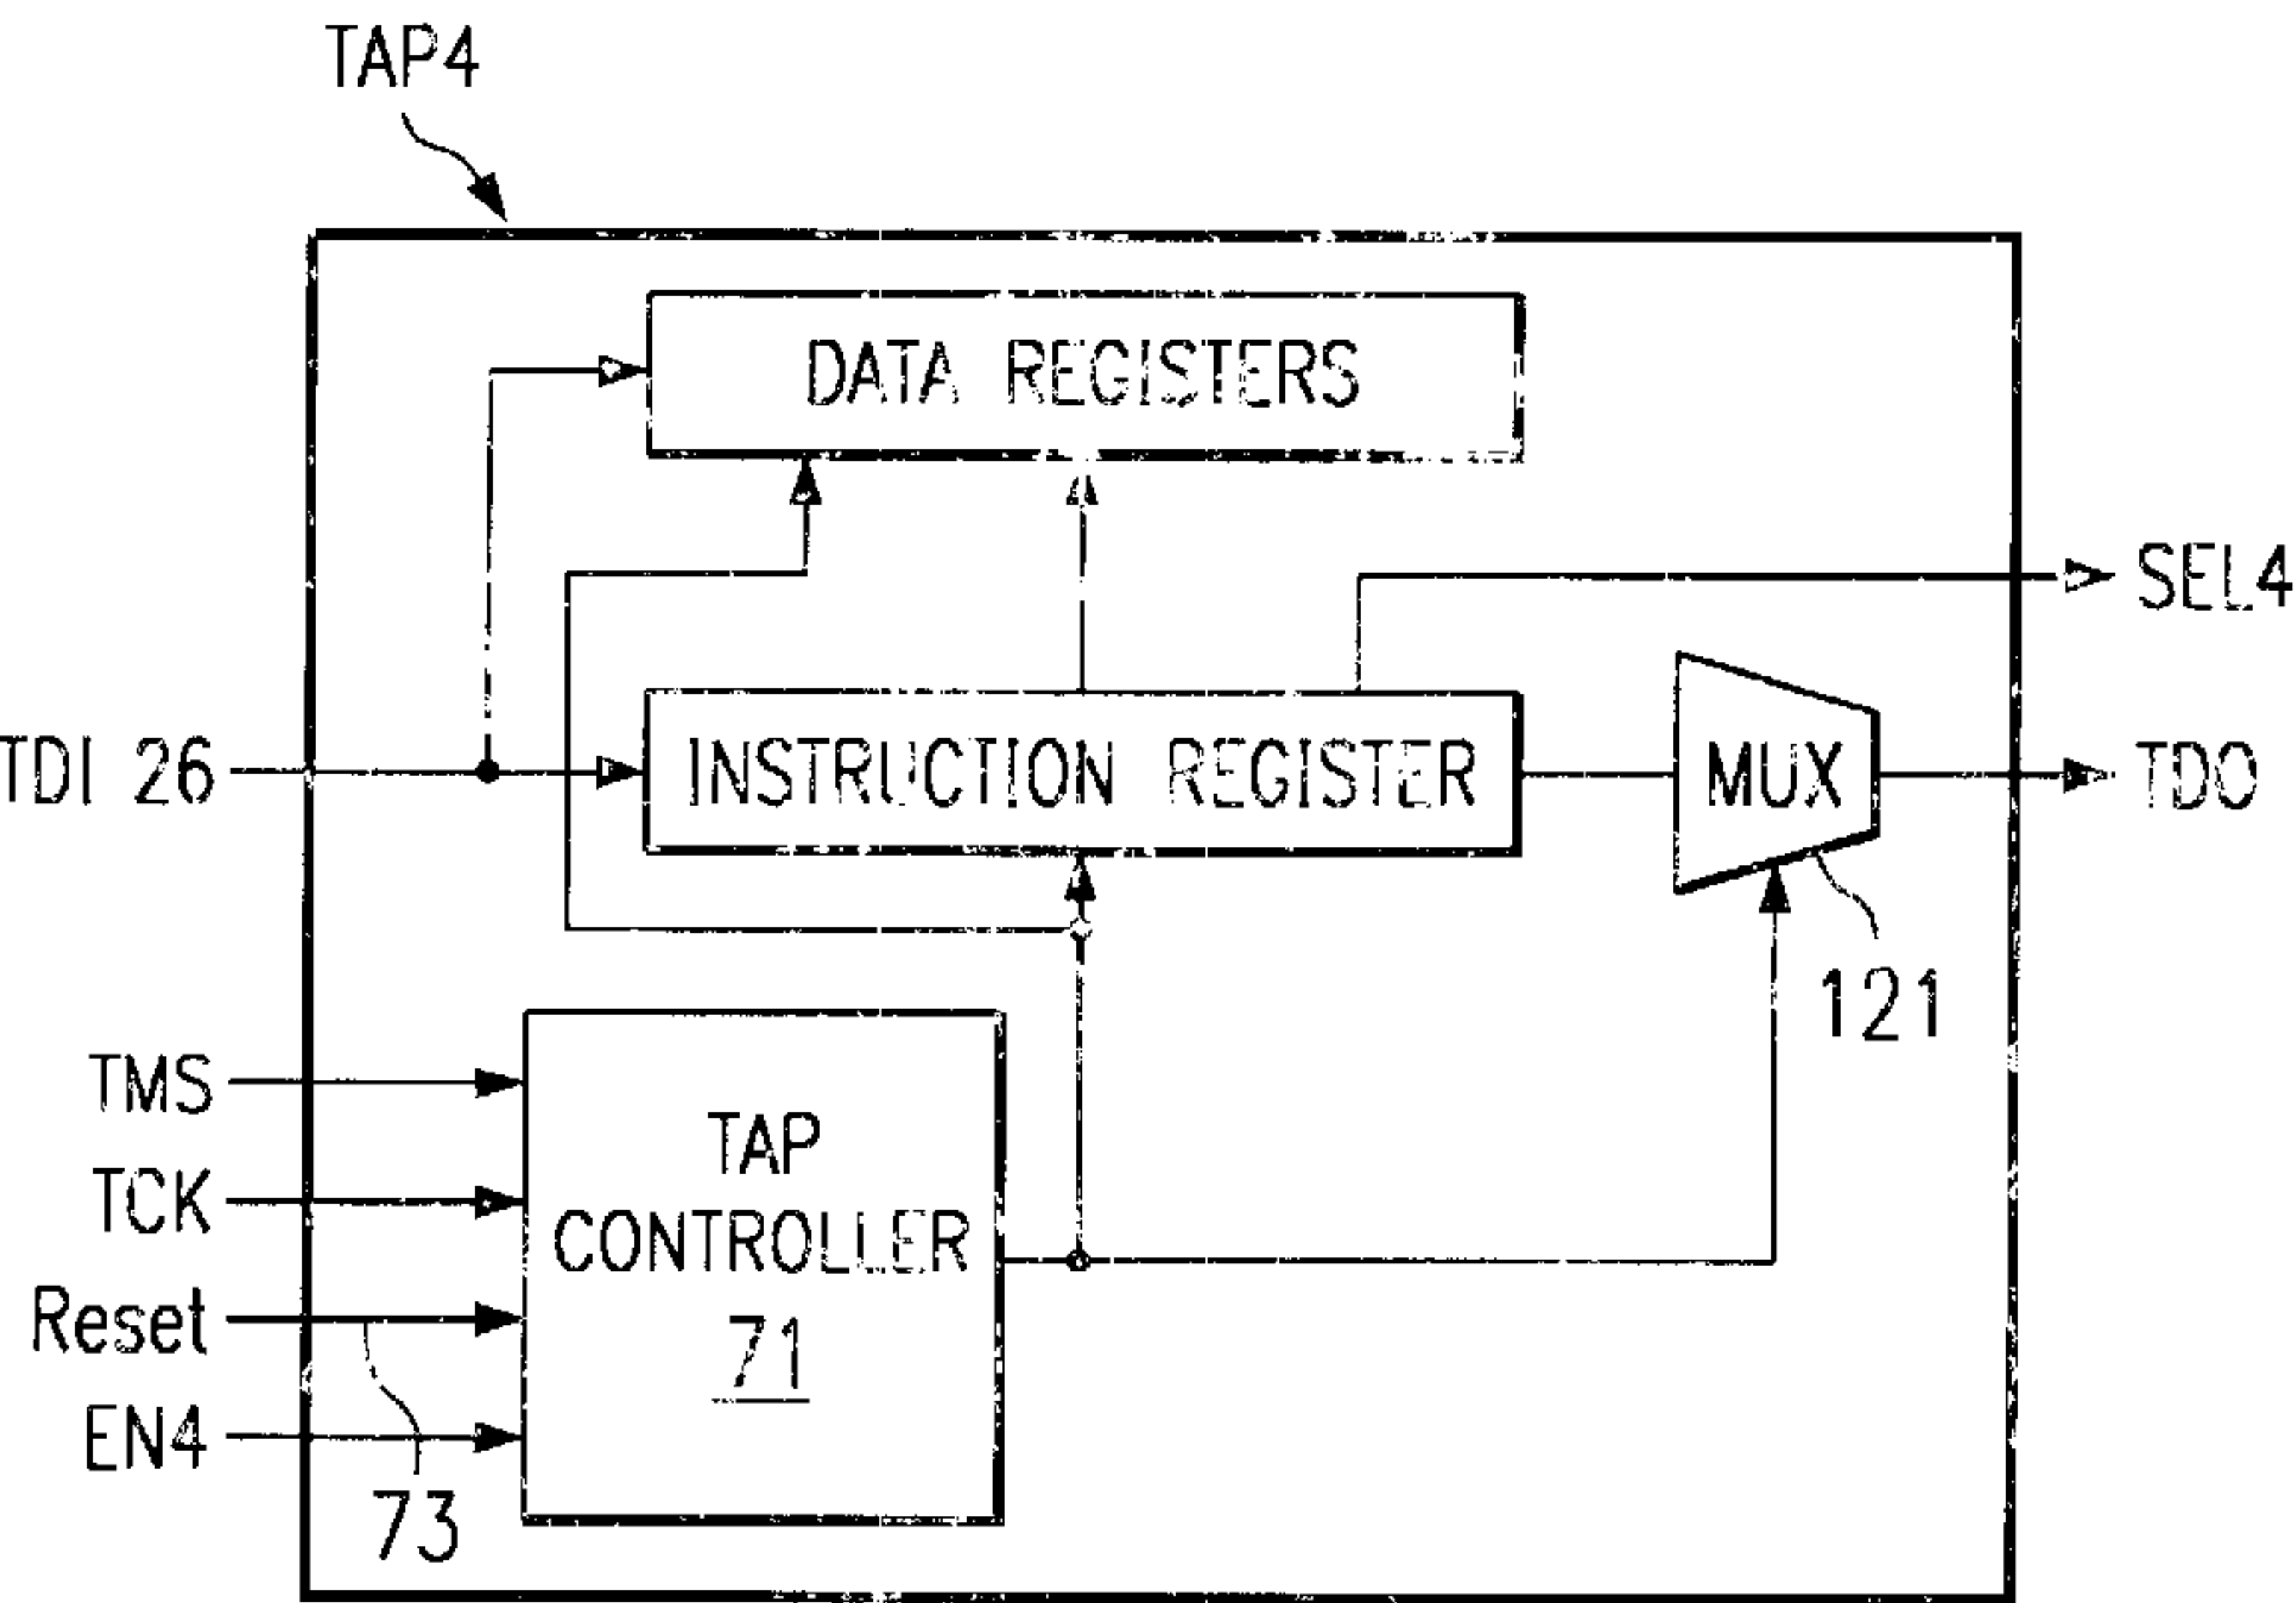 TAP4
DATA REGISTERS
SEL4
TDI 26
INSTRUCTION REGISTER
MUX
TDO
121
TMS
TCK
Reset
EN4
TAP
CONTROLLER
71
73